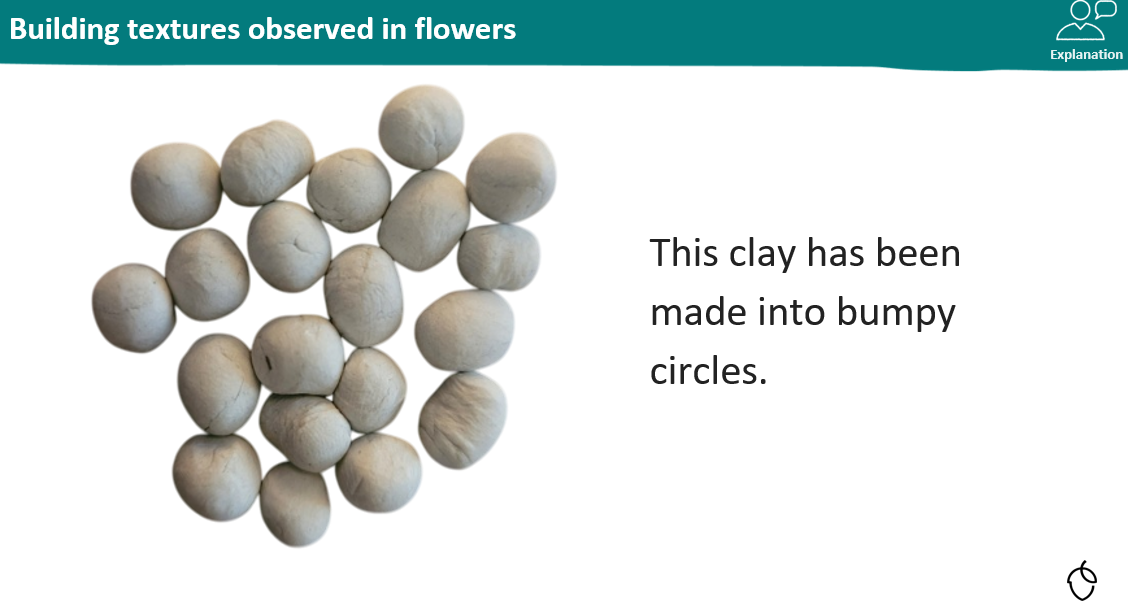 Building textures observed in flowers
Explanation
This clay has been
made into bumpy
circles.